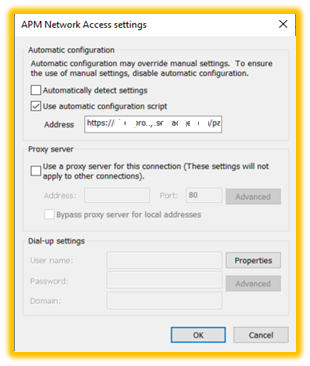 APM Network Access settings
Automatic configuration
Automatic configuration may override manual settings. To ensure
the use of manual settings, disable automatic configuration.
Automatically detect settings
Use automatic configuration script
Address
https://
Proxy server
Use a proxy server for this connection (These settings will not
apply to other connections).
Address:
Port:
80
Advanced
Bypass proxy server for local addresses
Dial-up settings
User name:
Properties
Password:
Advanced
Domain:
OK
Cancel